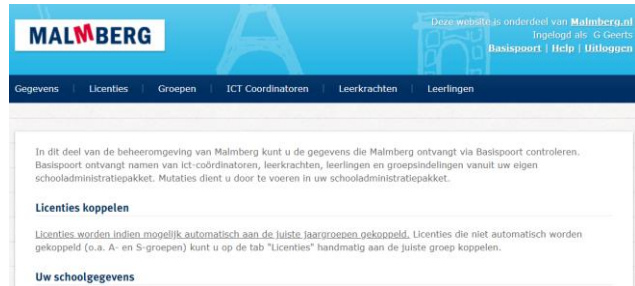 MALMBERG
Deze website is onderdeel van Malmberg.nl
Ingelogd als G Geerts
Basispoort | Help | Uitloggen
Gegevens | Licenties | Groepen | ICT Coordinatoren | Leerkrachten | Leerlingen
In dit deel van de beheeromgeving van Malmberg kunt u de gegevens die Malmberg ontvangt via Basispoort controleren.
Basispoort ontvangt namen van ict-coördinatoren, leerkrachten, leerlingen en groepsindelingen vanuit uw eigen
schooladministratiepakket. Mutaties dient u door te voeren in uw schooladministratiepakket.
Licenties koppelen
Licenties worden indien mogelijk automatisch aan de juiste jaargroepen gekoppeld. Licenties die niet automatisch worden
gekoppeld (o.a. A- en S-groepen) kunt u op de tab "Licenties" handmatig aan de juiste groep koppelen.
Uw schoolgegevens